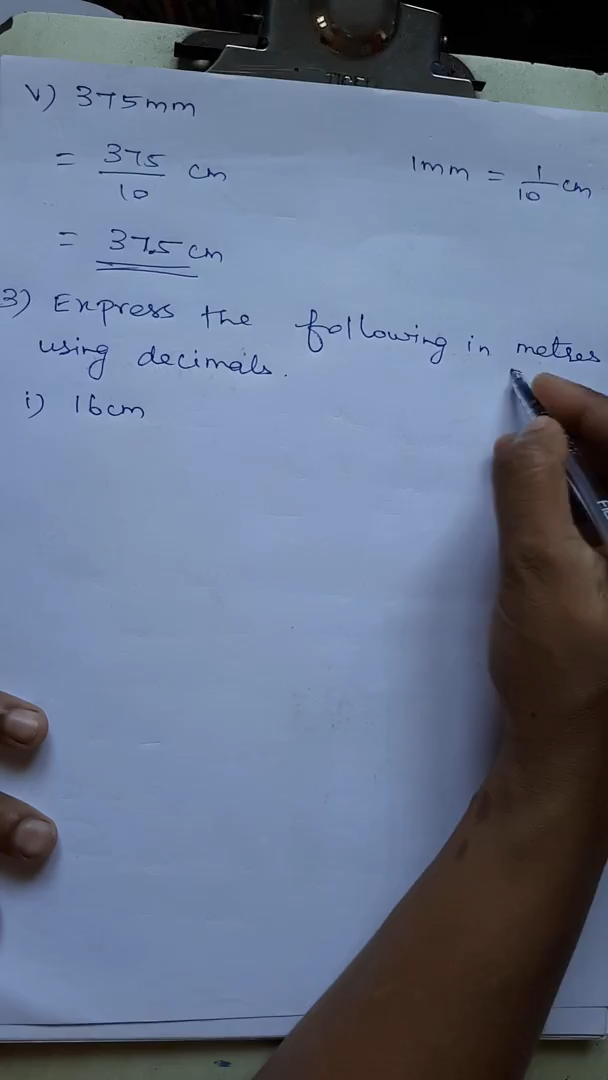 v) 375mm
= 375/10 cm
1mm = 1/10 cm
= 37.5 cm
3) Express the following in metres
using decimals.
i) 16cm